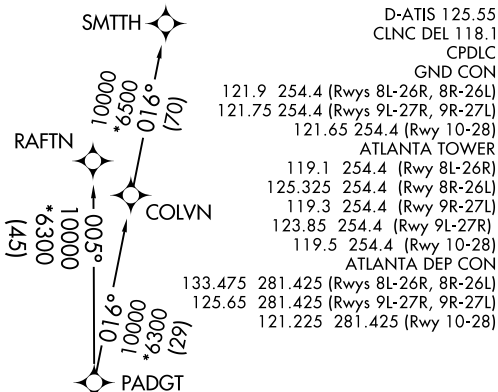 SMTTH
10000
*6500
016°
(70)
RAFTN
COLVN
005°
10000
*6300
(45)
016°
10000
*6300
(29)
PADGT
D-ATIS 125.55
CLNC DEL 118.1
CPDLC
GND CON
121.9 254.4 (Rwys 8L-26R, 8R-26L)
121.75 254.4 (Rwys 9L-27R, 9R-27L)
121.65 254.4 (Rwy 10-28)
ATLANTA TOWER
119.1 254.4 (Rwy 8L-26R)
125.325 254.4 (Rwy 8R-26L)
119.3 254.4 (Rwy 9R-27L)
123.85 254.4 (Rwy 9L-27R)
119.5 254.4 (Rwy 10-28)
ATLANTA DEP CON
133.475 281.425 (Rwys 8L-26R, 8R-26L)
125.65 281.425 (Rwys 9L-27R, 9R-27L)
121.225 281.425 (Rwy 10-28)